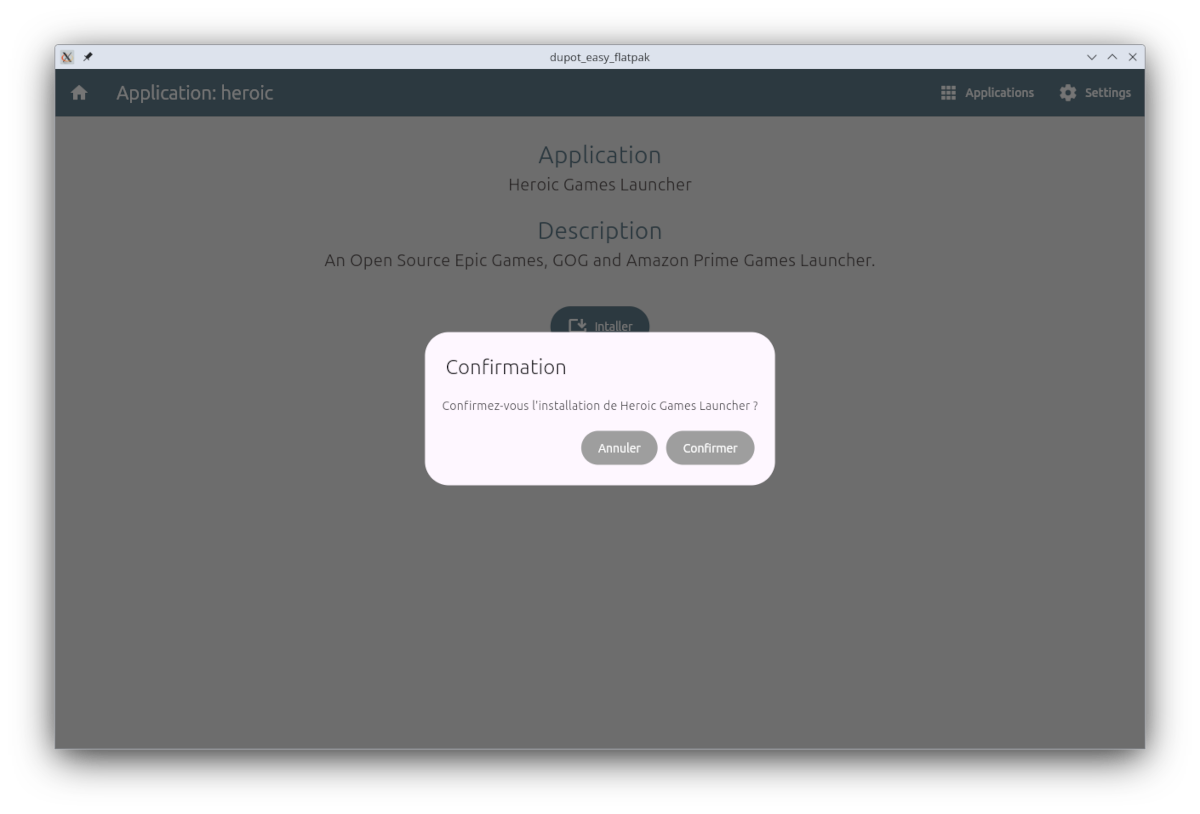 dupot_easy_flatpak
Application: heroic
Applications
Settings
Application
Heroic Games Launcher
Description
An Open Source Epic Games, GOG and Amazon Prime Games Launcher.
Intaller
Confirmation
Confirmez-vous l'installation de Heroic Games Launcher ?
Annuler
Confirmer